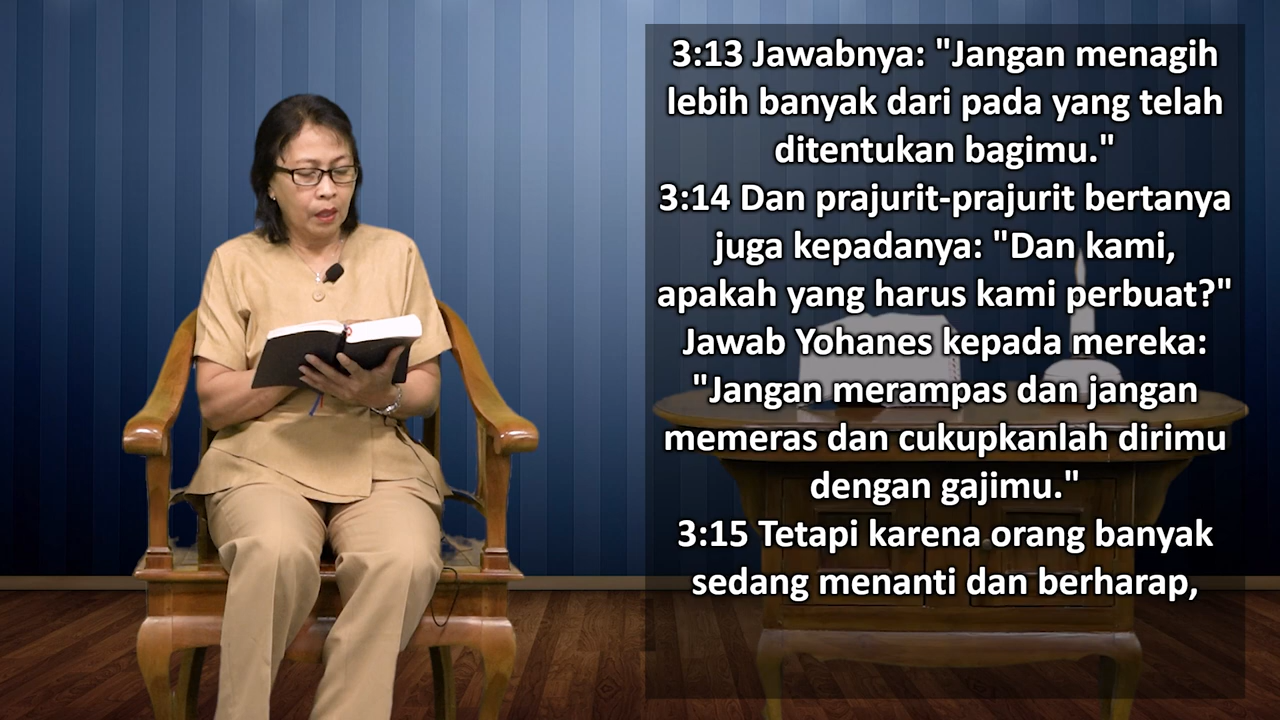 3:13 Jawabnya: "Jangan menagih
lebih banyak dari pada yang telah
ditentukan bagimu."
3:14 Dan prajurit-prajurit bertanya
juga kepadanya: "Dan kami,
apakah yang harus kami perbuat?"
Jawab Yohanes kepada mereka:
"Jangan merampas dan jangan
memeras dan cukupkanlah dirimu
dengan gajimu."
3:15 Tetapi karena orang banyak
sedang menanti dan berharap,